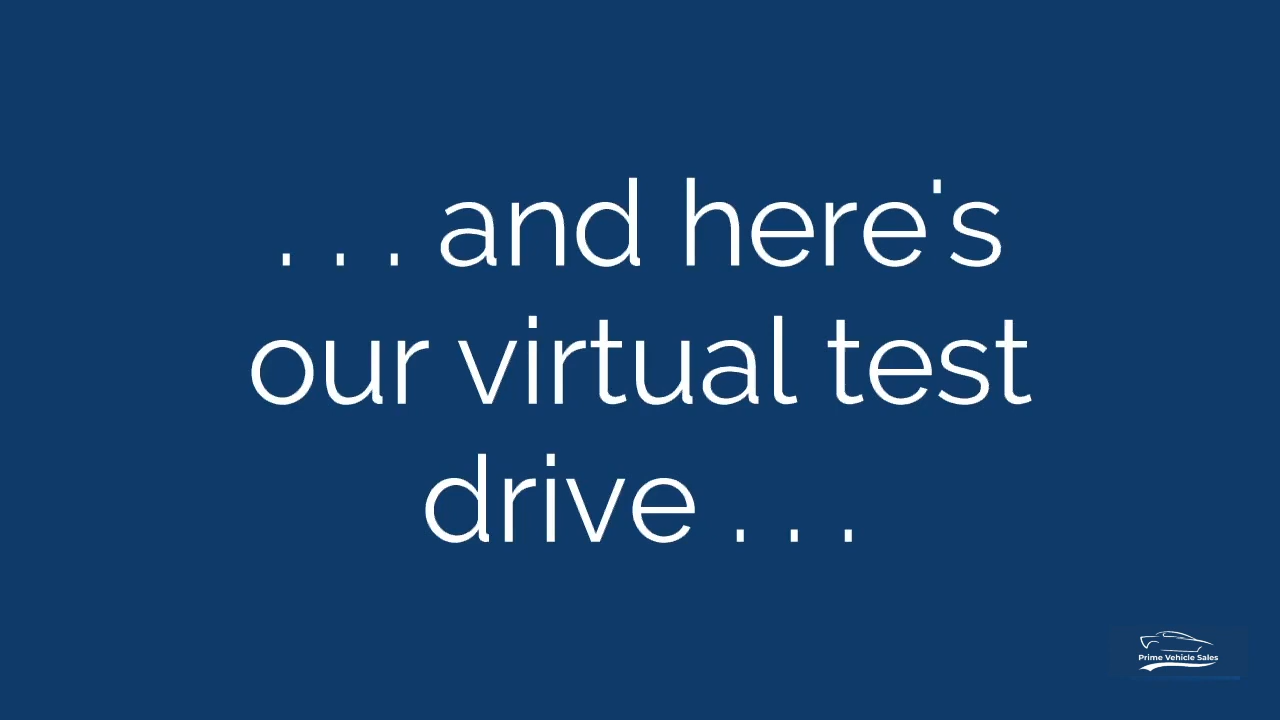 . . . and here's
our virtual test
drive . . .
Prime Vehicle Sales